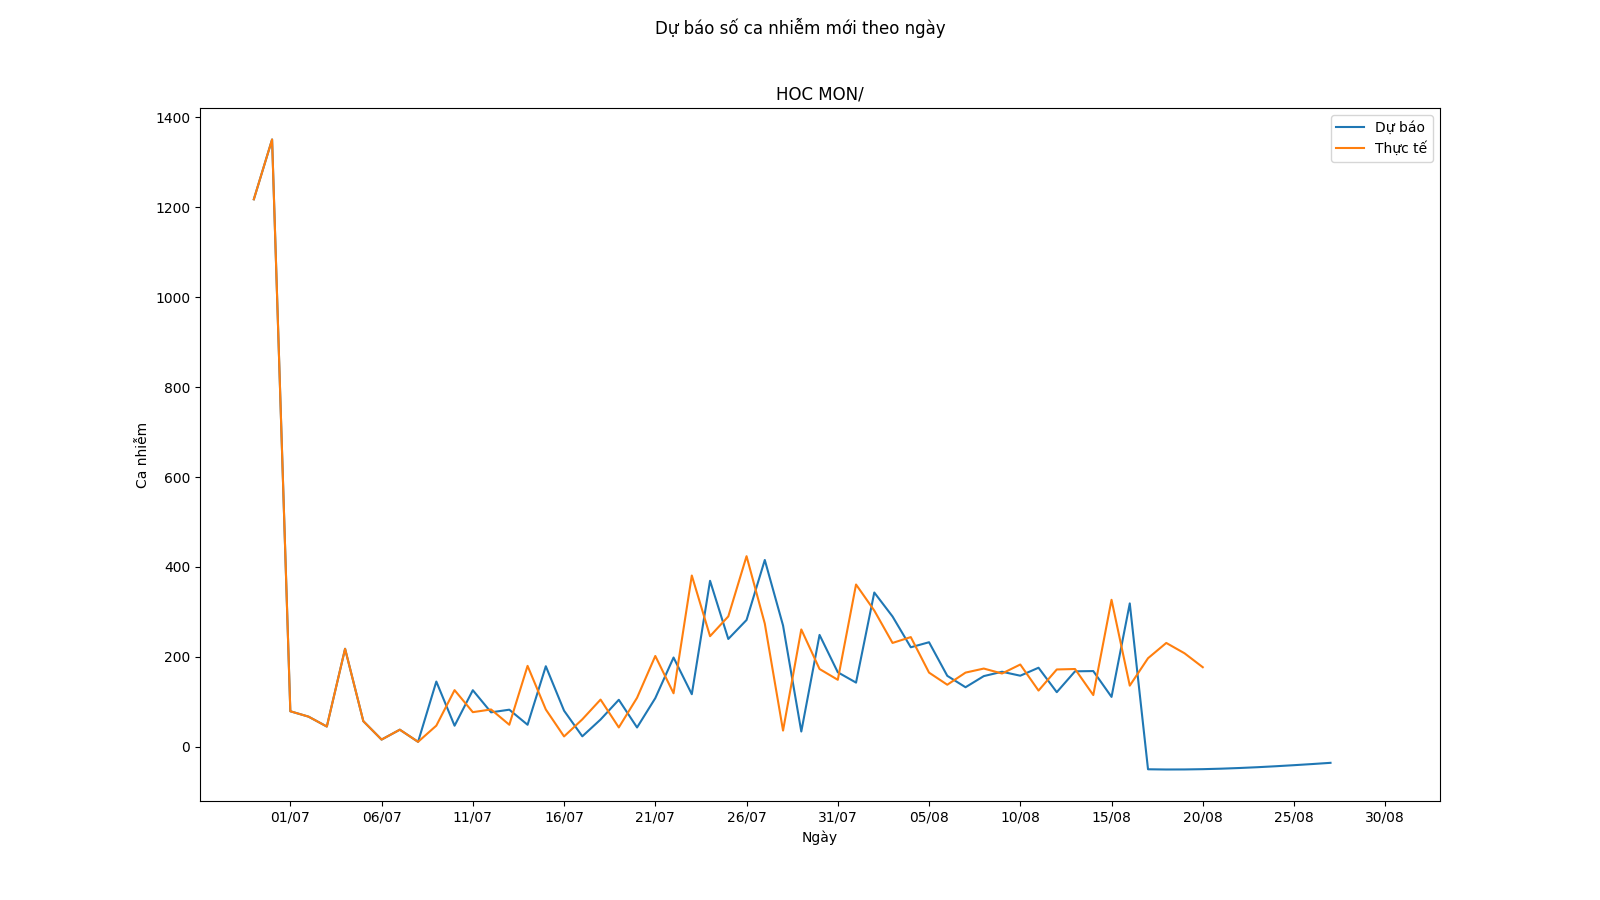 Dự báo số ca nhiễm mới theo ngày
HOC MON/
Dự báo
Thực tế
1400
1200
1000
800
600
400
200
0
Ca nhiễm
01/07 06/07 11/07 16/07 21/07 26/07 31/07 05/08 10/08 15/08 20/08 25/08 30/08
Ngày